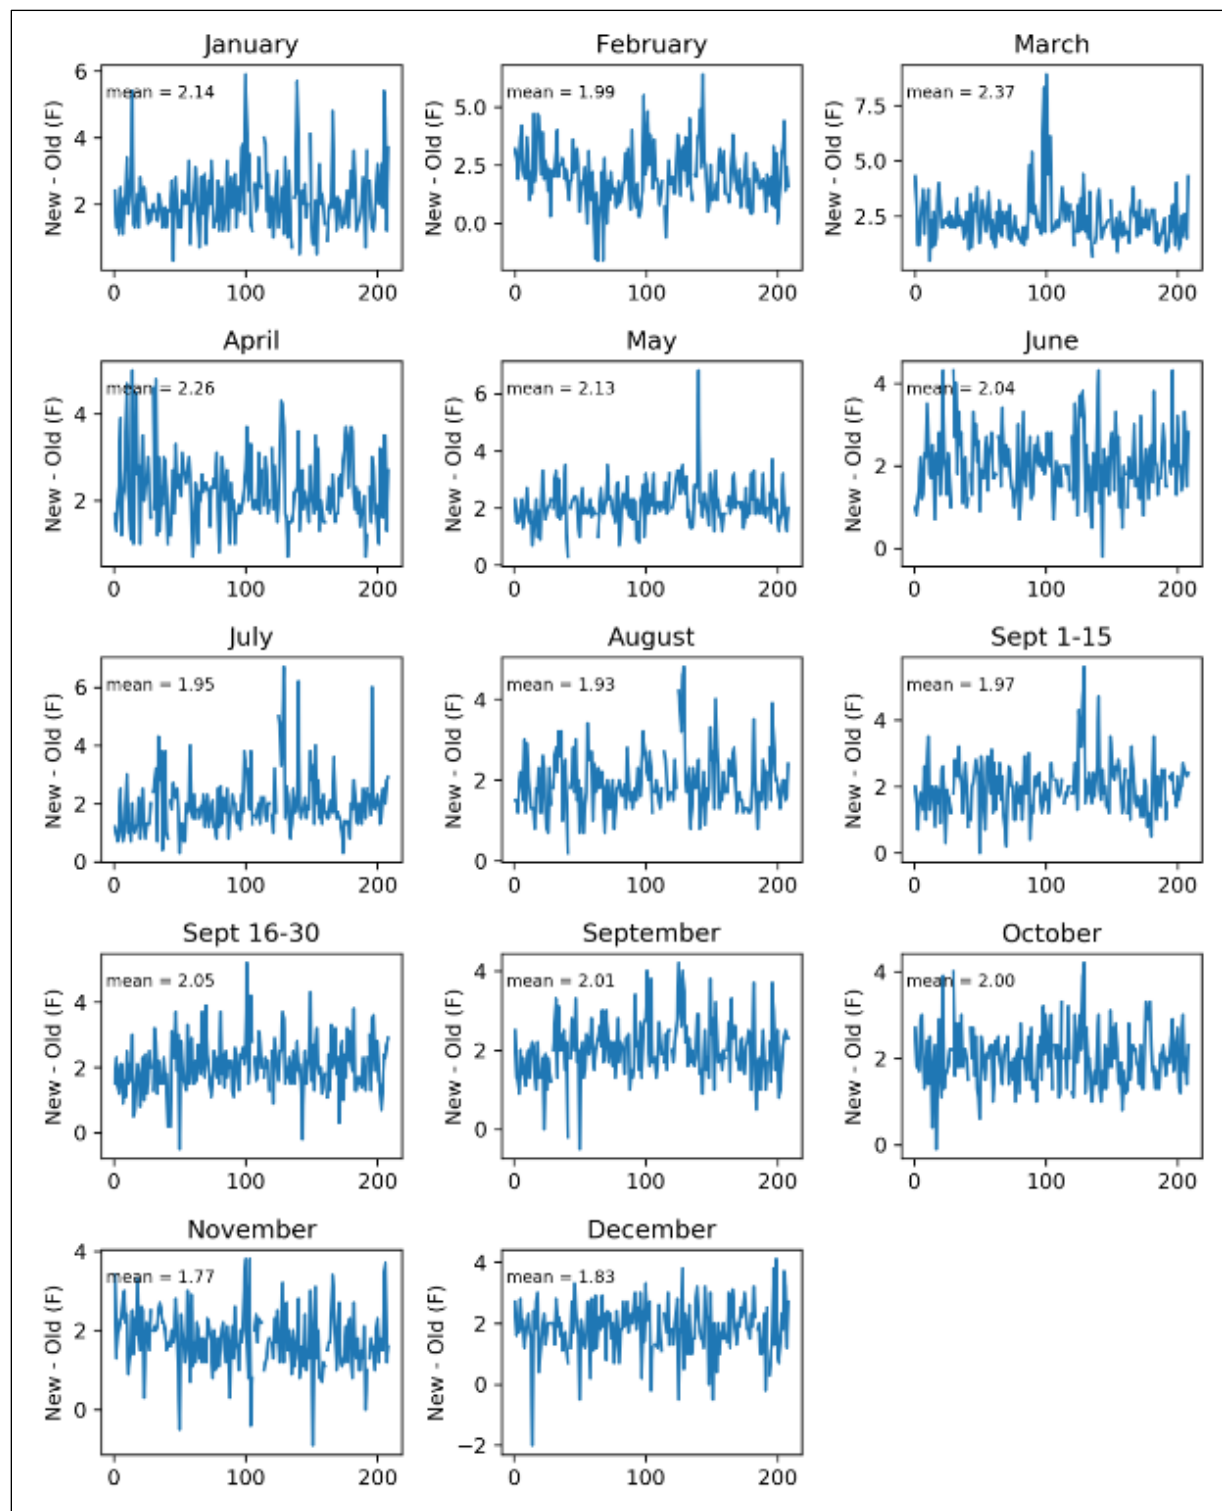 January February March
mean = 2.14 mean = 1.99 mean = 2.37
New - Old (F) New - Old (F) New - Old (F)
6 4 2
5.0 2.5 0.0
7.5 5.0 2.5
0 100 200 0 100 200 0 100 200
April May June
mean = 2.26 mean = 2.13 mean = 2.04
New - Old (F) New - Old (F) New - Old (F)
4 2
6 4 2 0
4 2 0
0 100 200 0 100 200 0 100 200
July August Sept 1-15
mean = 1.95 mean = 1.93 mean = 1.97
New - Old (F) New - Old (F) New - Old (F)
6 4 2 0
4 2 0
4 2 0
0 100 200 0 100 200 0 100 200
Sept 16-30 September October
mean = 2.05 mean = 2.01 mean = 2.00
New - Old (F) New - Old (F) New - Old (F)
4 2 0
4 2 0
4 2 0
0 100 200 0 100 200 0 100 200
November December
mean = 1.77 mean = 1.83
New - Old (F) New - Old (F)
4 2 0
4 2 0 −2
0 100 200 0 100 200